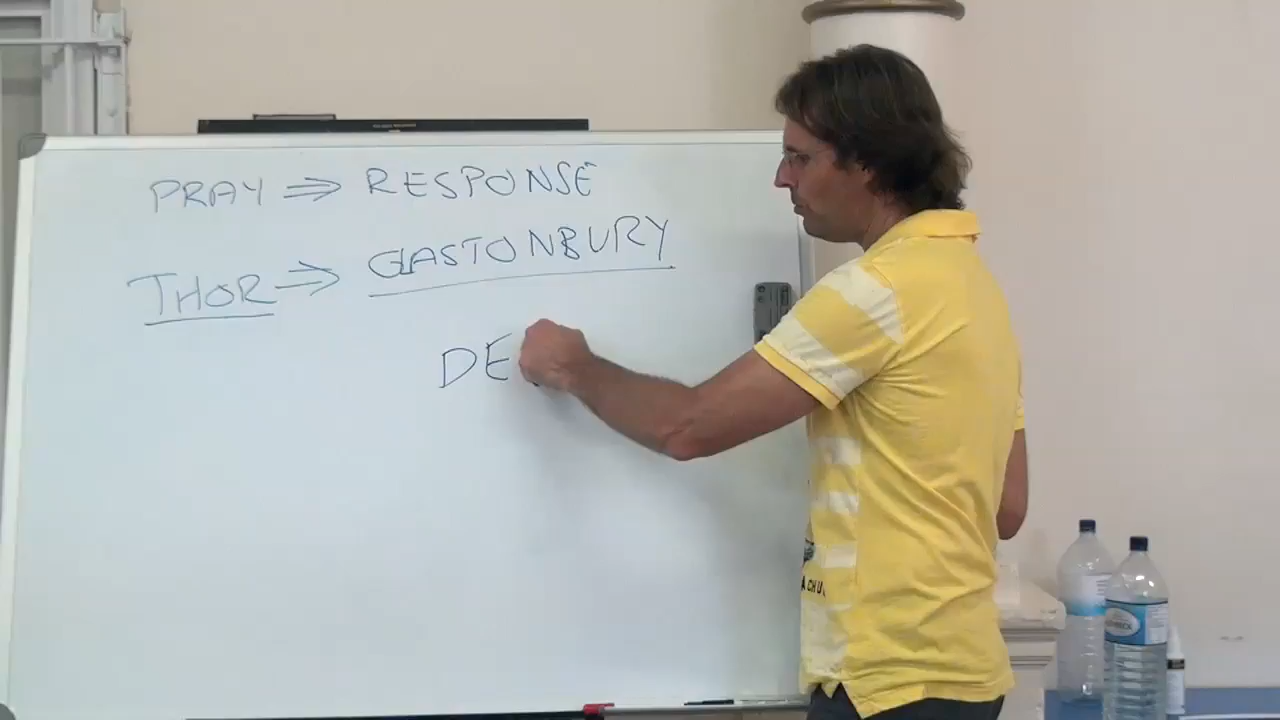 PRAY ⇒ RESPONSE
THOR ⇒ GLASTONBURY
DE